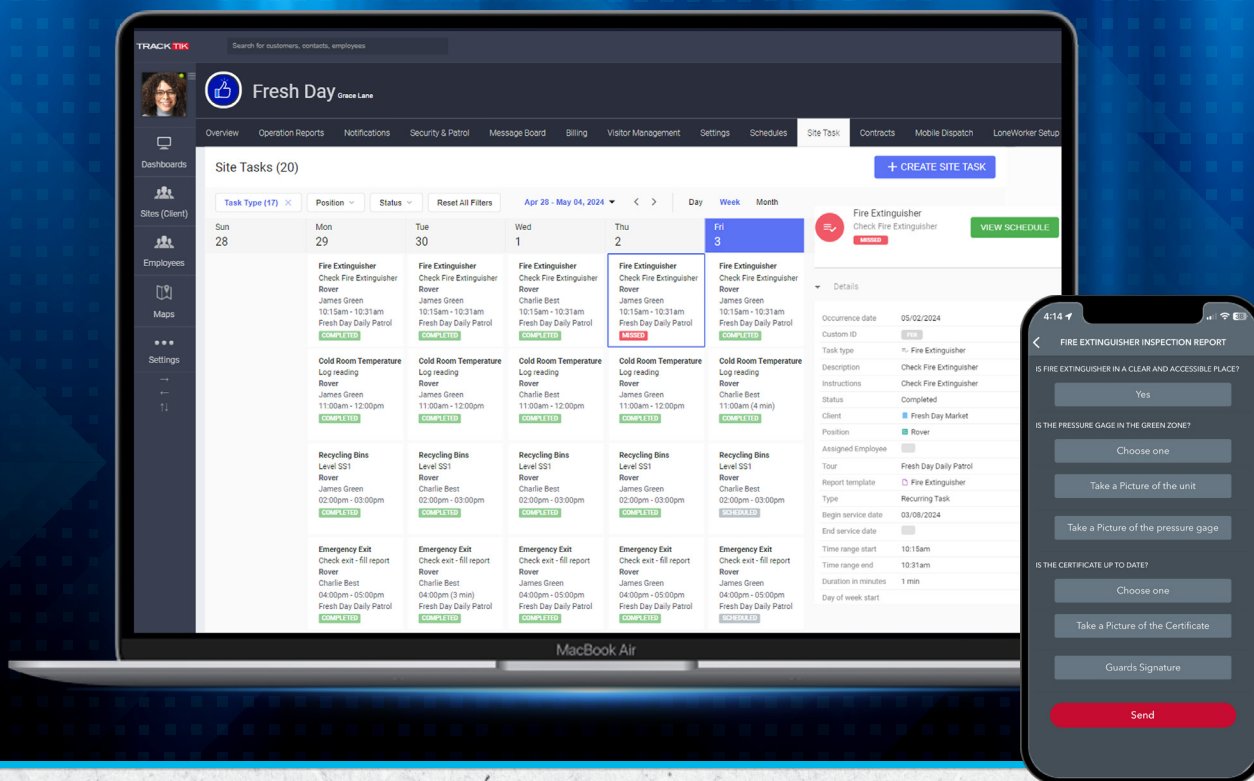 TRACKTIK
Search for customers, contacts, employees
Fresh Day Grace Lane
Overview Operation Reports Notifications Security & Patrol Message Board Billing Visitor Management Settings Schedules Site Task Contracts Mobile Dispatch LoneWorker Setup
Dashboards
Sites (Client)
Employees
Maps
Settings
Site Tasks (20)
+ CREATE SITE TASK
Task Type (17) × Position Status Reset All Filters Apr 28 - May 04, 2024 < > Day Week Month
Sun Mon Tue Wed Thu Fri
28 29 30 1 2 3
Fire Extinguisher Fire Extinguisher Fire Extinguisher Fire Extinguisher Fire Extinguisher
Check Fire Extinguisher Check Fire Extinguisher Check Fire Extinguisher Check Fire Extinguisher Check Fire Extinguisher
Rover Rover Rover Rover Rover
James Green James Green Charlie Best James Green James Green
10:15am - 10:31am 10:15am - 10:31am 10:15am - 10:31am 10:15am - 10:31am 10:15am - 10:31am
Fresh Day Daily Patrol Fresh Day Daily Patrol Fresh Day Daily Patrol Fresh Day Daily Patrol Fresh Day Daily Patrol
COMPLETED COMPLETED COMPLETED MISSED COMPLETED
Cold Room Temperature Cold Room Temperature Cold Room Temperature Cold Room Temperature Cold Room Temperature
Log reading Log reading Log reading Log reading Log reading
Rover Rover Rover Rover Rover
James Green James Green Charlie Best James Green Charlie Best
11:00am - 12:00pm 11:00am - 12:00pm 11:00am - 12:00pm 11:00am - 12:00pm 11:00am (4 min)
COMPLETED COMPLETED COMPLETED COMPLETED COMPLETED
Recycling Bins Recycling Bins Recycling Bins Recycling Bins Recycling Bins
Level SS1 Level SS1 Level SS1 Level SS1 Level SS1
Rover Rover Rover Rover Rover
James Green Charlie Best Charlie Best James Green Charlie Best
02:00pm - 03:00pm 02:00pm - 03:00pm 02:00pm - 03:00pm 02:00pm - 03:00pm 02:00pm - 03:00pm
COMPLETED COMPLETED COMPLETED COMPLETED SCHEDULED
Emergency Exit Emergency Exit Emergency Exit Emergency Exit Emergency Exit
Check exit - fill report Check exit - fill report Check exit - fill report Check exit - fill report Check exit - fill report
Rover Rover Rover Rover Rover
Charlie Best Charlie Best James Green James Green James Green
04:00pm - 05:00pm 04:00pm (3 min) 04:00pm - 05:00pm 04:00pm - 05:00pm 04:00pm - 05:00pm
Fresh Day Daily Patrol Fresh Day Daily Patrol Fresh Day Daily Patrol Fresh Day Daily Patrol Fresh Day Daily Patrol
COMPLETED COMPLETED COMPLETED COMPLETED SCHEDULED
Fire Extinguisher
Check Fire Extinguisher
MISSED
VIEW SCHEDULE
Details
Occurrence date 05/02/2024
Custom ID
Task type Fire Extinguisher
Description Check Fire Extinguisher
Instructions Check Fire Extinguisher
Status Completed
Client Fresh Day Market
Position Rover
Assigned Employee
Tour Fresh Day Daily Patrol
Report template Fire Extinguisher
Type Recurring Task
Begin service date 03/08/2024
End service date
Time range start 10:15am
Time range end 10:31am
Duration in minutes 1 min
Day of week start
MacBook Air
4:14
FIRE EXTINGUISHER INSPECTION REPORT
IS FIRE EXTINGUISHER IN A CLEAR AND ACCESSIBLE PLACE?
Yes
IS THE PRESSURE GAGE IN THE GREEN ZONE?
Choose one
Take a Picture of the unit
Take a Picture of the pressure gage
IS THE CERTIFICATE UP TO DATE?
Choose one
Take a Picture of the Certificate
Guards Signature
Send